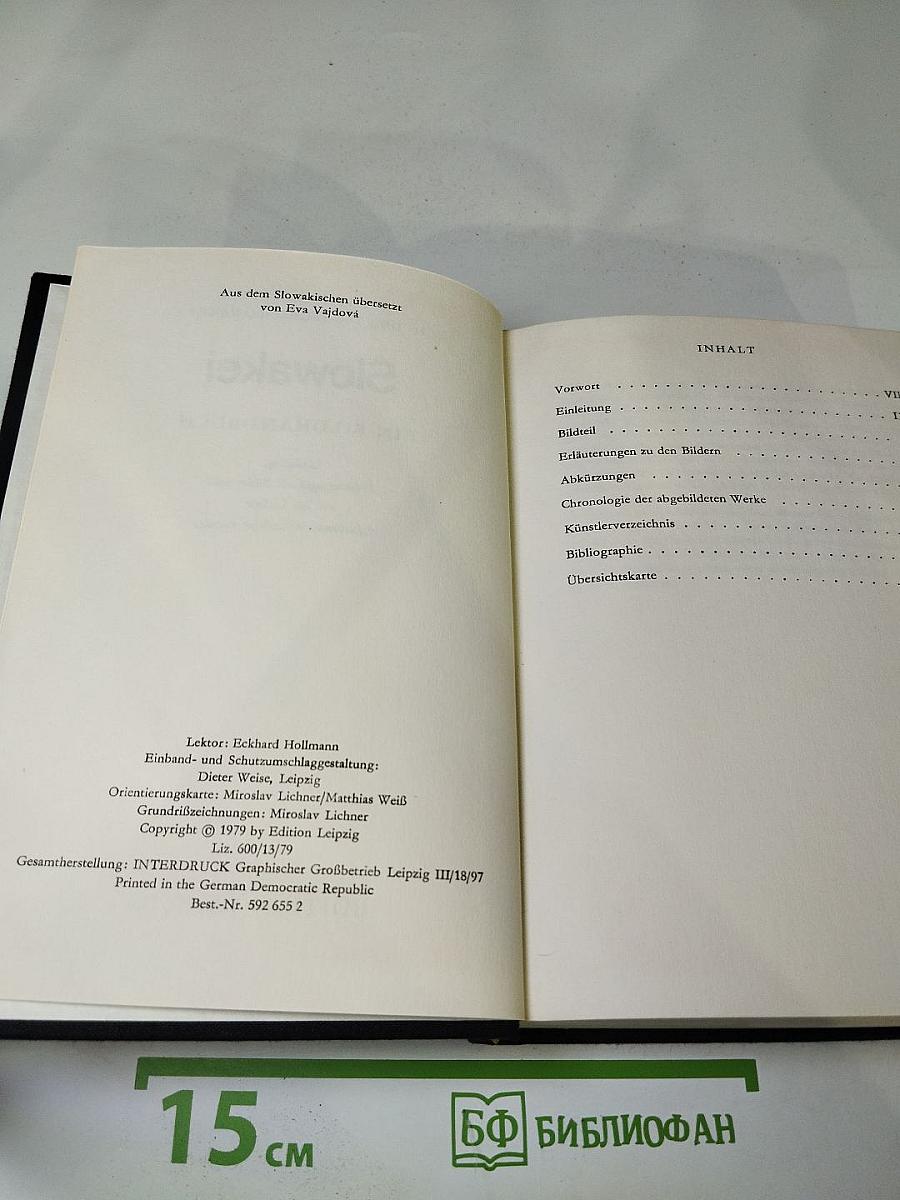 Aus dem Slowakischen übersetzt
von Eva Vajdová
Lektor: Eckhard Hollmann
Einband- und Schutzumschlaggestaltung:
Dieter Weise, Leipzig
Orientierungskarte: Miroslav Lichner/Matthias Weiß
Grundrißzeichnungen: Miroslav Lichner
Copyright © 1979 by Edition Leipzig
Liz. 600/13/79
Gesamtherstellung: INTERDRUCK Graphischer Großbetrieb Leipzig III/18/97
Printed in the German Democratic Republic
Best.-Nr. 592 655 2
INHALT
Vorwort . . . . . . . . . . . . . . . . . . . VII
Einleitung . . . . . . . . . . . . . . . . . .
Bildteil . . . . . . . . . . . . . . . . . . .
Erläuterungen zu den Bildern . . . . . . . . . .
Abkürzungen . . . . . . . . . . . . . . . . .
Chronologie der abgebildeten Werke . . . . . . .
Künstlerverzeichnis . . . . . . . . . . . . . .
Bibliographie . . . . . . . . . . . . . . . . .
Übersichtskarte . . . . . . . . . . . . . . . .
15 см
БФ БИБЛИОФАН